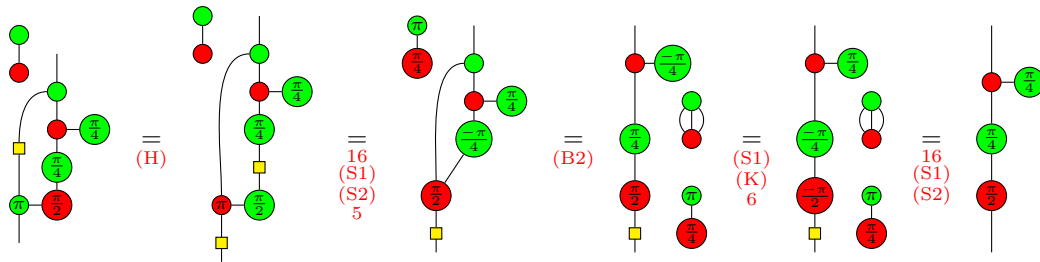 π/4
π/4
π π/2
=
(H)
π/4
π/4
π π/2
=
16
(S1)
(S2)
5
π
π/4
π/4
-π/4
π/2
=
(B2)
-π/4
π/4
π/2
π
π/4
=
(S1)
(K)
6
π/4
-π/4
-π/2
π
π/4
=
16
(S1)
(S2)
π/4
π/4
π/2